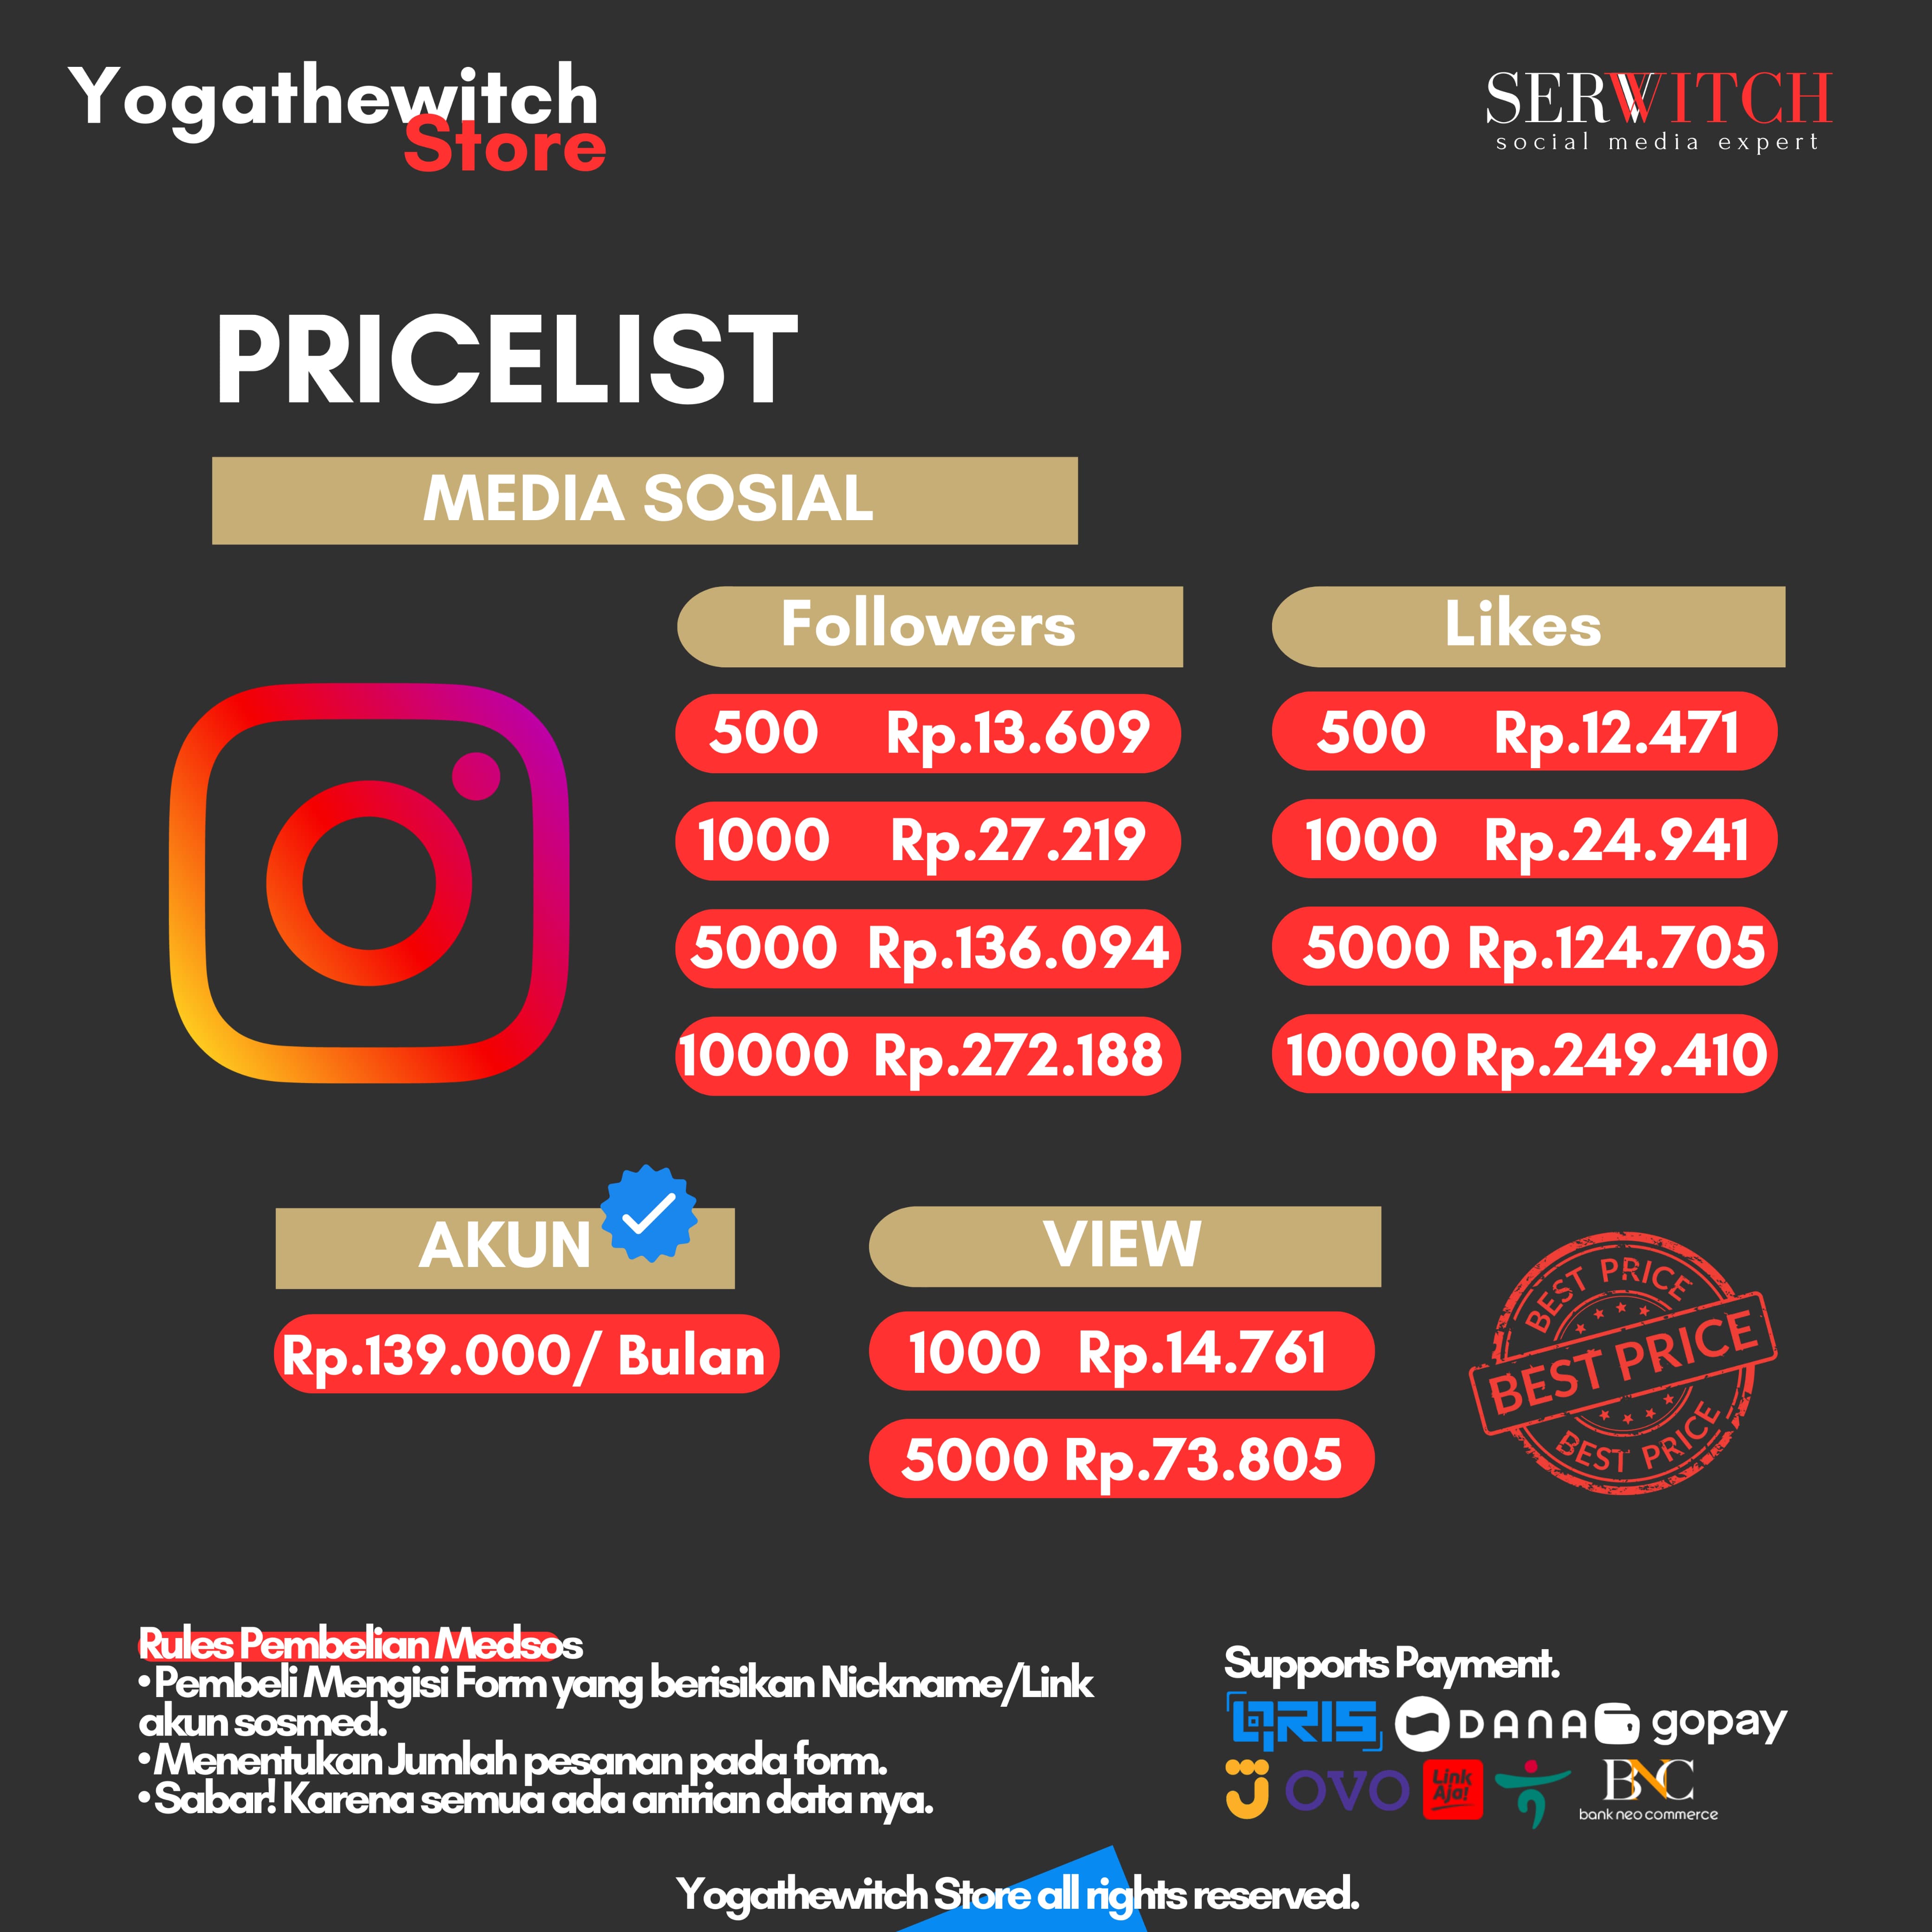 Yogathewitch
Store
SERWITCH
social media expert
PRICELIST
MEDIA SOSIAL
Followers
500 Rp.13.609
1000 Rp.27.219
5000 Rp.136.094
10000 Rp.272.188
Likes
500 Rp.12.471
1000 Rp.24.941
5000 Rp.124.705
10000 Rp.249.410
AKUN
Rp.139.000/ Bulan
VIEW
1000 Rp.14.761
5000 Rp.73.805
BEST PRICE
BEST PRICE
BEST PRICE
Rules Pembelian Medsos
• Pembeli Mengisi Form yang berisikan Nickname/Link
akun sosmed.
• Menentukan Jumlah pesanan pada form.
• Sabar! Karena semua ada antrian data nya.
Supports Payment.
QRIS DANA gopay
OVO Link Aja! BNC
bank neo commerce
Yogathewitch Store all rights reserved.